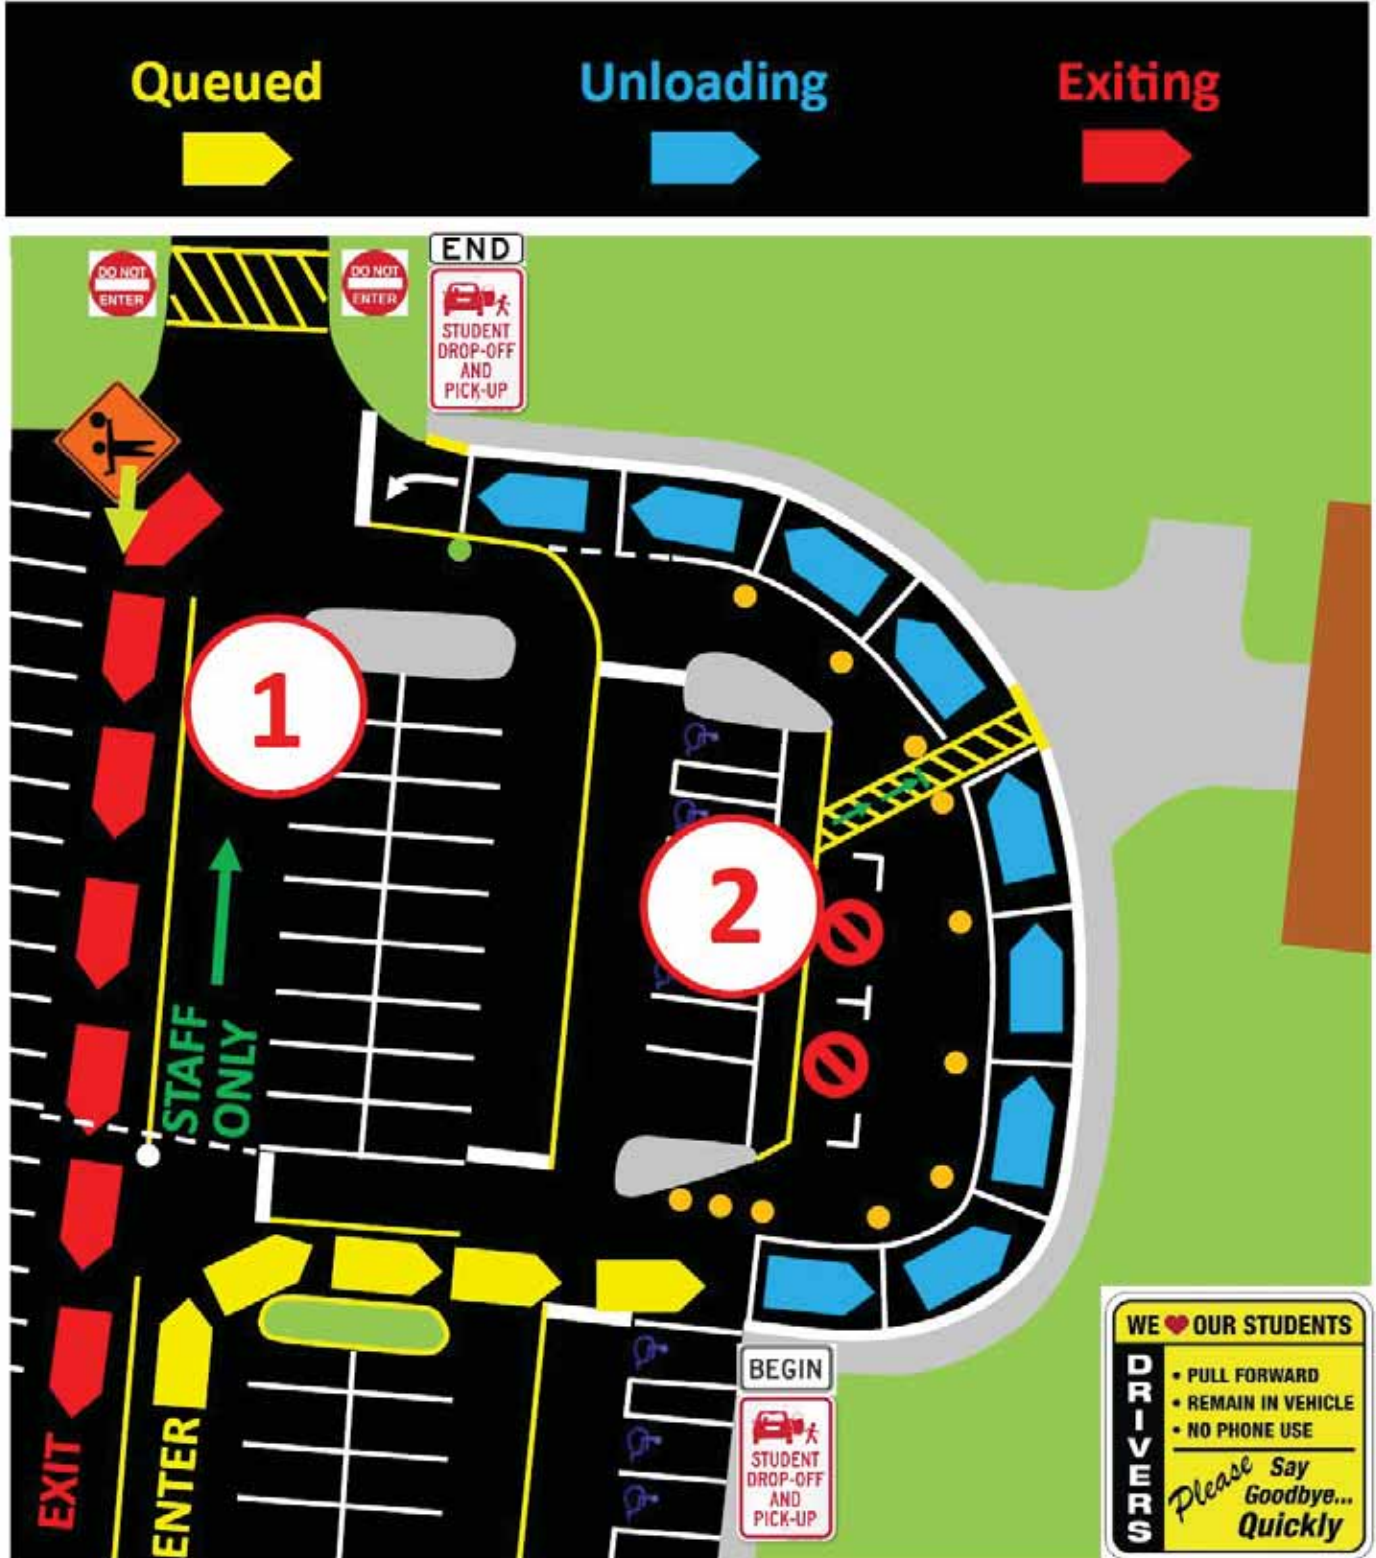 Queued
Unloading
Exiting
DO NOT
ENTER
DO NOT
ENTER
END
STUDENT
DROP-OFF
AND
PICK-UP
1
2
STAFF
ONLY
EXIT
ENTER
BEGIN
STUDENT
DROP-OFF
AND
PICK-UP
WE ❤ OUR STUDENTS
DRIVERS
• PULL FORWARD
• REMAIN IN VEHICLE
• NO PHONE USE
Please Say
Goodbye...
Quickly